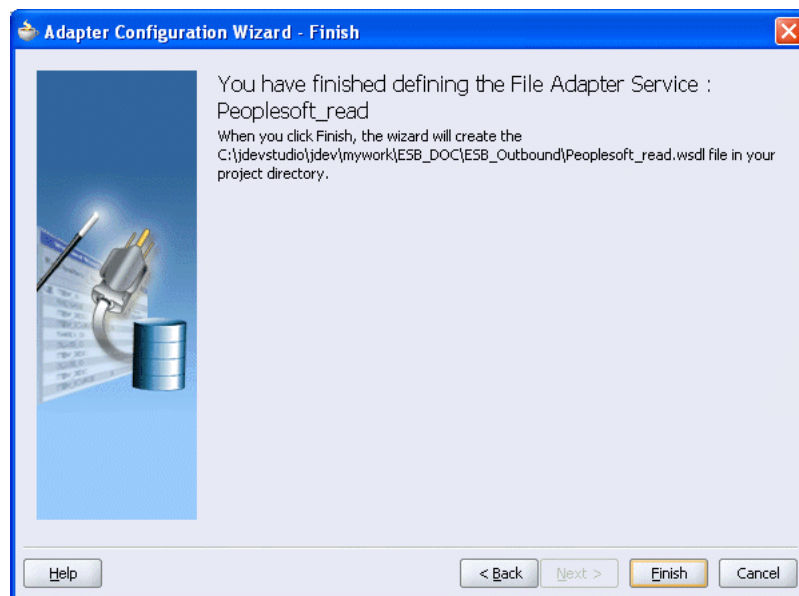 Adapter Configuration Wizard - Finish
You have finished defining the File Adapter Service :
Peoplesoft_read
When you click Finish, the wizard will create the
C:\jdevstudio\jdev\mywork\ESB_DOC\ESB_Outbound\Peoplesoft_read.wsdl file in your
project directory.
Help
< Back
Next >
Finish
Cancel